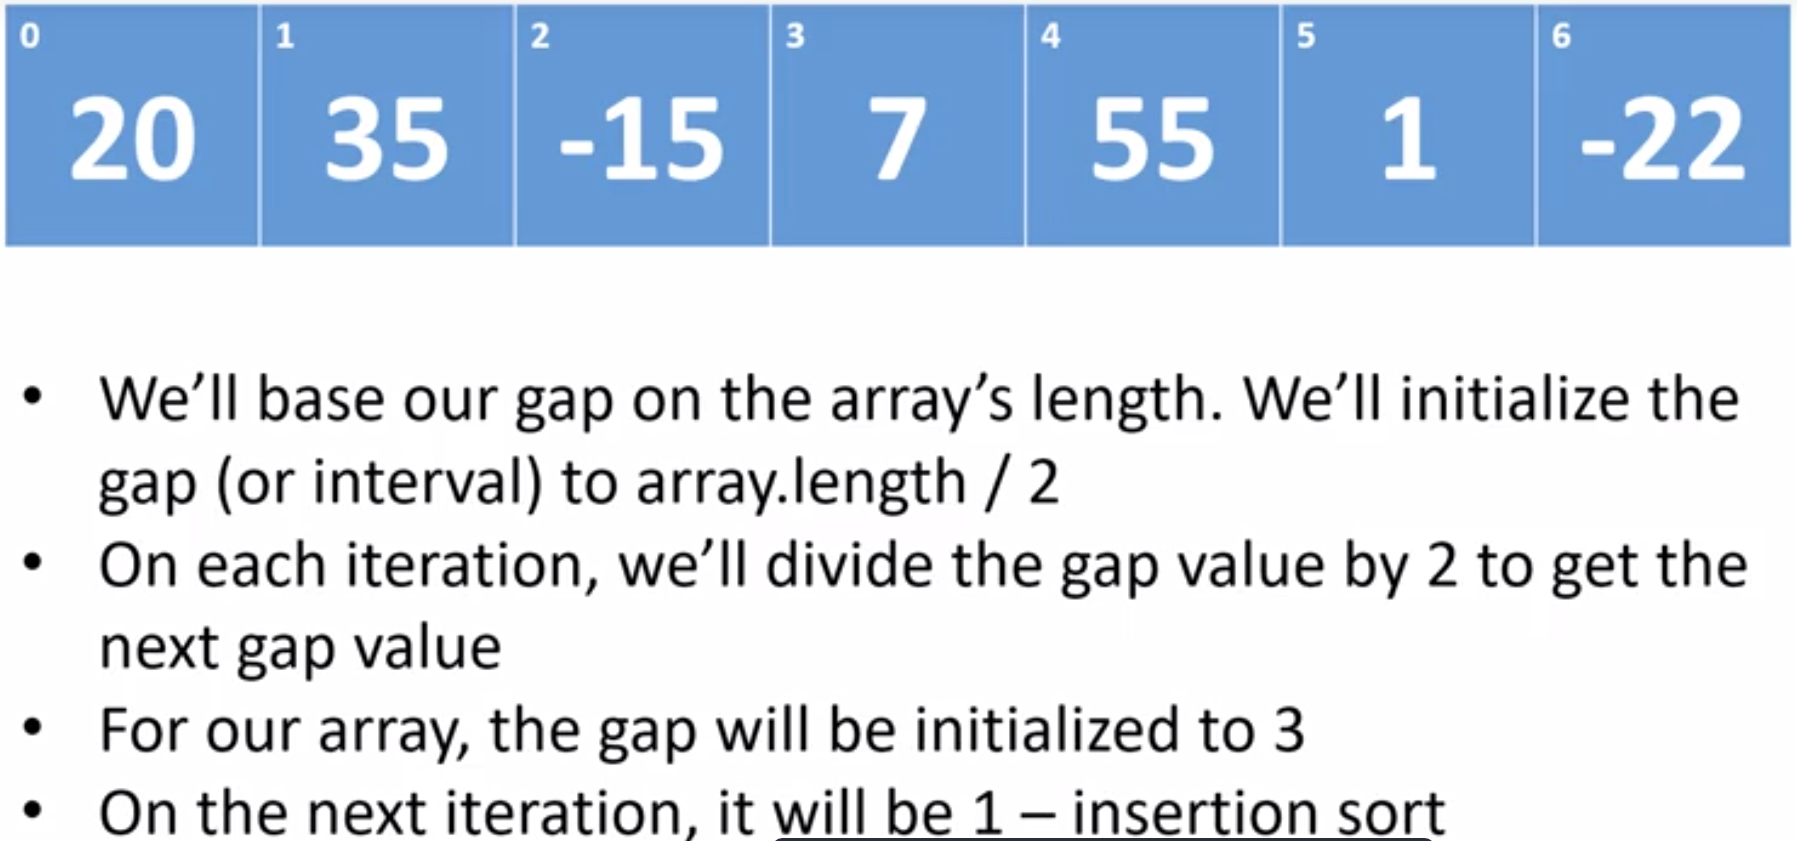 0 1 2 3 4 5 6
20 35 -15 7 55 1 -22
• We’ll base our gap on the array’s length. We’ll initialize the
gap (or interval) to array.length / 2
• On each iteration, we’ll divide the gap value by 2 to get the
next gap value
• For our array, the gap will be initialized to 3
• On the next iteration, it will be 1 – insertion sort